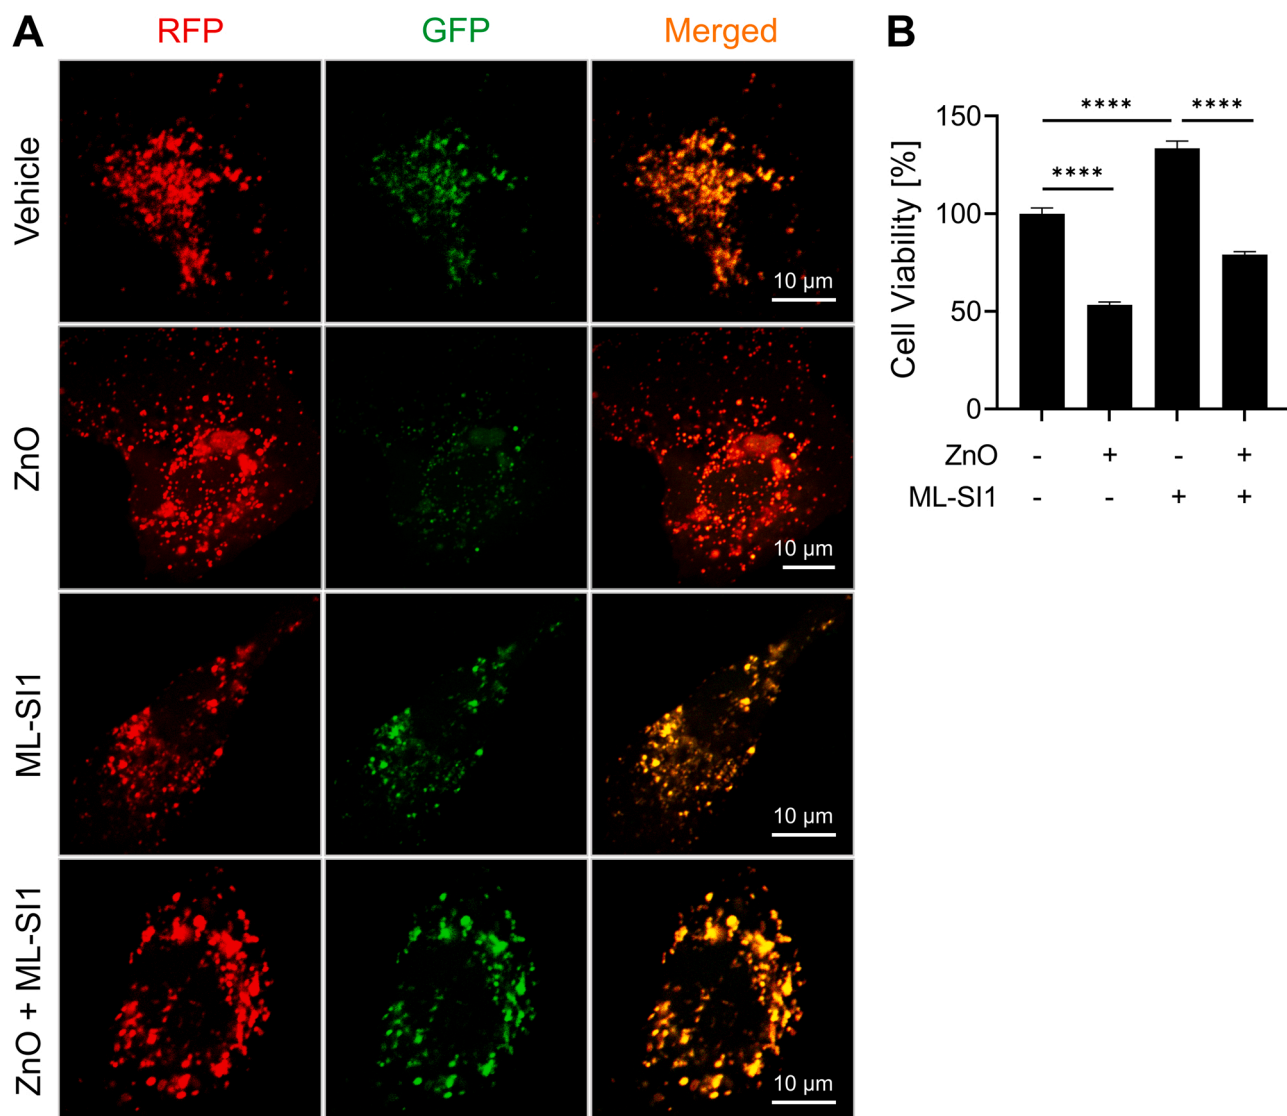 A
RFP GFP Merged
Vehicle
10 µm
ZnO
10 µm
ML-SI1
10 µm
ZnO + ML-SI1
10 µm
B
Cell Viability [%]
150
100
50
0
**** ****
****
ZnO - + - +
ML-SI1 - - + +